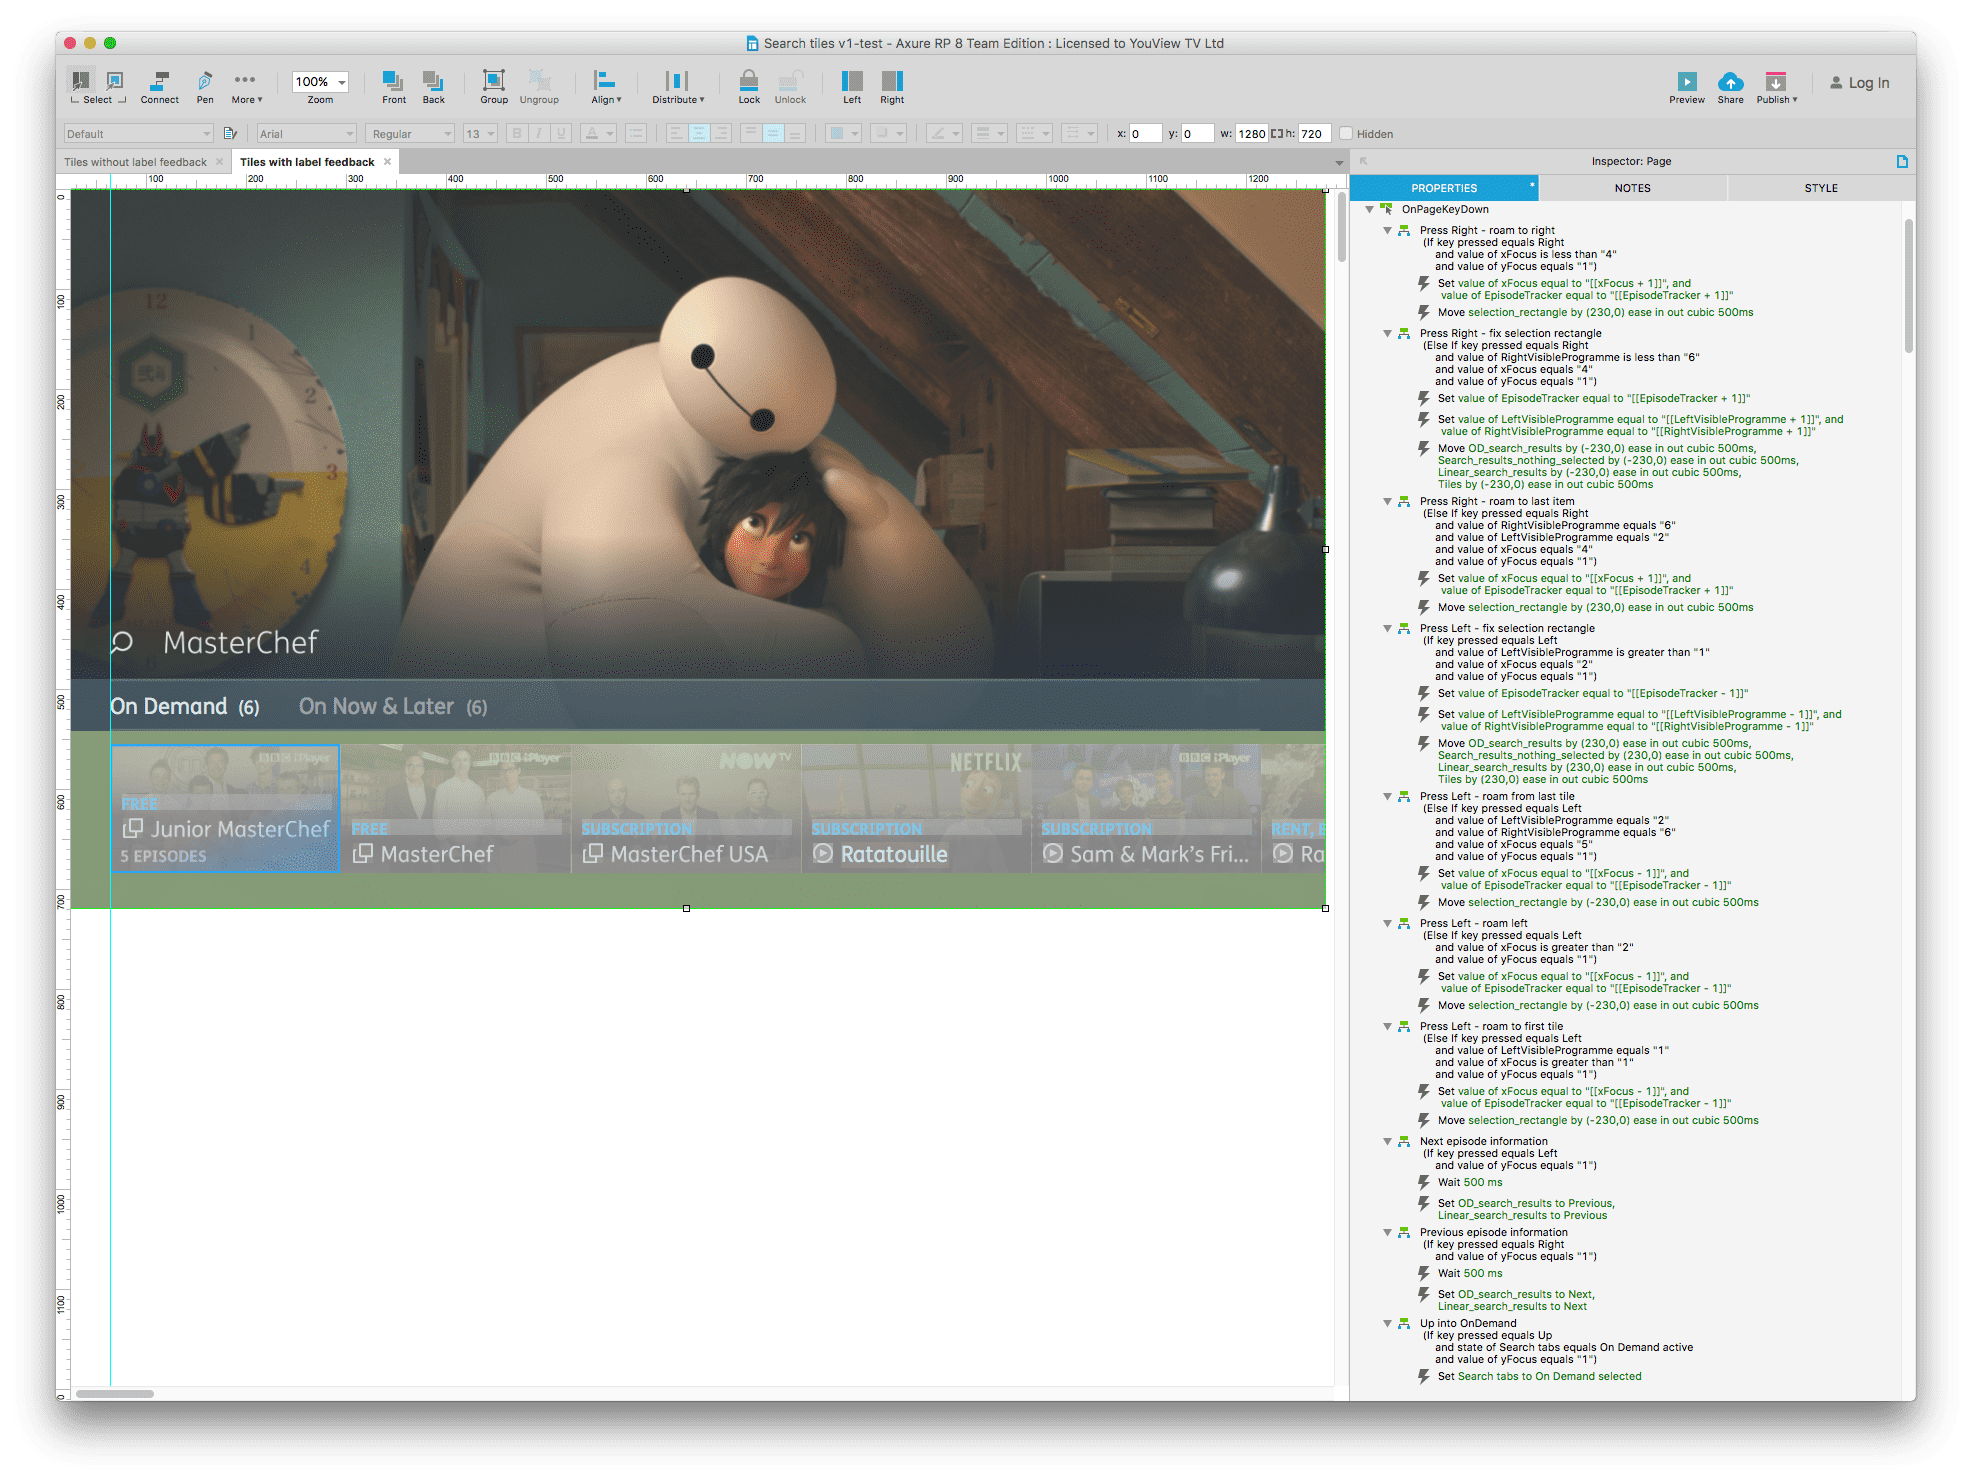 Search tiles v1-test - Axure RP 8 Team Edition : Licensed to YouView TV Ltd
Select
Connect
Pen
More
100%
Zoom
Front
Back
Group
Ungroup
Align
Distribute
Lock
Unlock
Left
Right
Preview
Share
Publish
Log In
Default
Arial
Regular
13
B I U
A
x: 0
y: 0
w: 1280
h: 720
Hidden
Tiles without label feedback
Tiles with label feedback
100 200 300 400 500 600 700 800 900 1000 1100 1200
0
100
200
300
400
500
600
700
800
900
1000
1100
12
1
2
3
4
MasterChef
On Demand (6)
On Now & Later (6)
BBC iPlayer
FREE
Junior MasterChef
5 EPISODES
BBC iPlayer
FREE
MasterChef
NOW TV
SUBSCRIPTION
MasterChef USA
NETFLIX
SUBSCRIPTION
Ratatouille
BBC iPlayer
SUBSCRIPTION
Sam & Mark's Fri...
RENT, B
Ra
Inspector: Page
PROPERTIES *
NOTES
STYLE
OnPageKeyDown
Press Right - roam to right
(If key pressed equals Right
and value of xFocus is less than "4"
and value of yFocus equals "1")
Set value of xFocus equal to "[[xFocus + 1]]", and
value of EpisodeTracker equal to "[[EpisodeTracker + 1]]"
Move selection_rectangle by (230,0) ease in out cubic 500ms
Press Right - fix selection rectangle
(Else If key pressed equals Right
and value of RightVisibleProgramme is less than "6"
and value of xFocus equals "4"
and value of yFocus equals "1")
Set value of EpisodeTracker equal to "[[EpisodeTracker + 1]]"
Set value of LeftVisibleProgramme equal to "[[LeftVisibleProgramme + 1]]", and
value of RightVisibleProgramme equal to "[[RightVisibleProgramme + 1]]"
Move OD_search_results by (-230,0) ease in out cubic 500ms,
Search_results_nothing_selected by (-230,0) ease in out cubic 500ms,
Linear_search_results by (-230,0) ease in out cubic 500ms,
Tiles by (-230,0) ease in out cubic 500ms
Press Right - roam to last item
(Else If key pressed equals Right
and value of RightVisibleProgramme equals "6"
and value of LeftVisibleProgramme equals "2"
and value of xFocus equals "4"
and value of yFocus equals "1")
Set value of xFocus equal to "[[xFocus + 1]]", and
value of EpisodeTracker equal to "[[EpisodeTracker + 1]]"
Move selection_rectangle by (230,0) ease in out cubic 500ms
Press Left - fix selection rectangle
(If key pressed equals Left
and value of LeftVisibleProgramme is greater than "1"
and value of xFocus equals "2"
and value of yFocus equals "1")
Set value of EpisodeTracker equal to "[[EpisodeTracker - 1]]"
Set value of LeftVisibleProgramme equal to "[[LeftVisibleProgramme - 1]]", and
value of RightVisibleProgramme equal to "[[RightVisibleProgramme - 1]]"
Move OD_search_results by (230,0) ease in out cubic 500ms,
Search_results_nothing_selected by (230,0) ease in out cubic 500ms,
Linear_search_results by (230,0) ease in out cubic 500ms,
Tiles by (230,0) ease in out cubic 500ms
Press Left - roam from last tile
(Else If key pressed equals Left
and value of LeftVisibleProgramme equals "2"
and value of RightVisibleProgramme equals "6"
and value of xFocus equals "5"
and value of yFocus equals "1")
Set value of xFocus equal to "[[xFocus - 1]]", and
value of EpisodeTracker equal to "[[EpisodeTracker - 1]]"
Move selection_rectangle by (-230,0) ease in out cubic 500ms
Press Left - roam left
(Else If key pressed equals Left
and value of xFocus is greater than "2"
and value of yFocus equals "1")
Set value of xFocus equal to "[[xFocus - 1]]", and
value of EpisodeTracker equal to "[[EpisodeTracker - 1]]"
Move selection_rectangle by (-230,0) ease in out cubic 500ms
Press Left - roam to first tile
(Else If key pressed equals Left
and value of LeftVisibleProgramme equals "1"
and value of xFocus is greater than "1"
and value of yFocus equals "1")
Set value of xFocus equal to "[[xFocus - 1]]", and
value of EpisodeTracker equal to "[[EpisodeTracker - 1]]"
Move selection_rectangle by (-230,0) ease in out cubic 500ms
Next episode information
(If key pressed equals Left
and value of yFocus equals "1")
Wait 500 ms
Set OD_search_results to Previous,
Linear_search_results to Previous
Previous episode information
(If key pressed equals Right
and value of yFocus equals "1")
Wait 500 ms
Set OD_search_results to Next,
Linear_search_results to Next
Up into OnDemand
(If key pressed equals Up
and state of Search tabs equals On Demand active
and value of yFocus equals "1")
Set Search tabs to On Demand selected